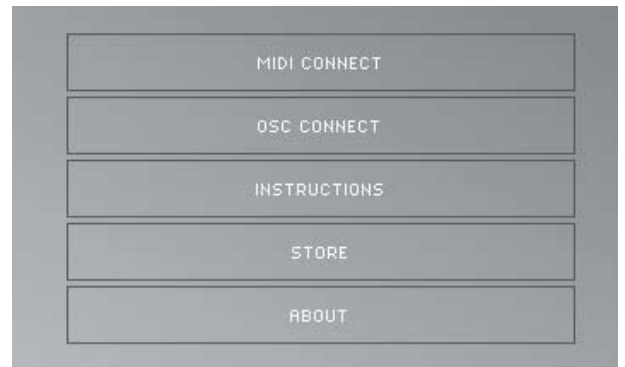 MIDI CONNECT
OSC CONNECT
INSTRUCTIONS
STORE
ABOUT